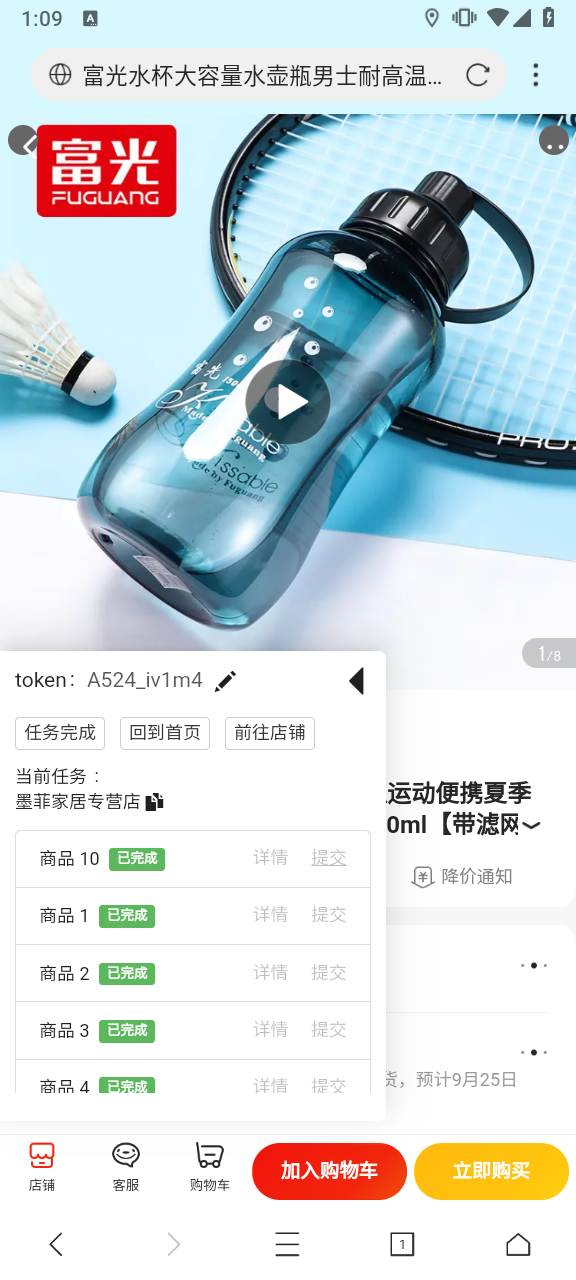 1:09
A
富光水杯大容量水壶瓶男士耐高温...
富光
FUGUANG
富光
Made by Fuguang
PRO
1/8
token: A524_iv1m4
任务完成 回到首页 前往店铺
当前任务：
墨菲家居专营店
运动便携夏季
商品 10 已完成 详情 提交
0ml【带滤网
降价通知
商品 1 已完成 详情 提交
商品 2 已完成 详情 提交
商品 3 已完成 详情 提交
商品 4 已完成 详情 提交
货，预计9月25日
店铺 客服 购物车 加入购物车 立即购买
1